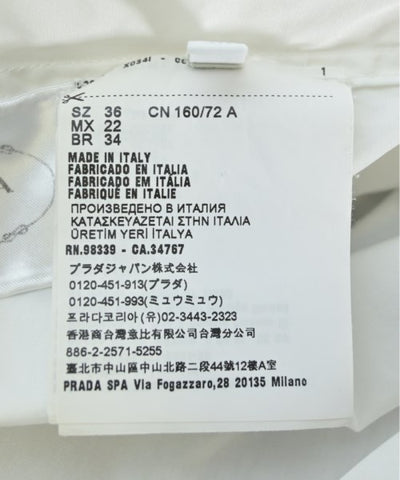 SZ 36 CN 160/72 A
MX 22
BR 34
MADE IN ITALY
FABRICADO EN ITALIA
FABRICADO EM ITÁLIA
FABRIQUÉ EN ITALIE
ПРОИЗВЕДЕНО В ИТАЛИЯ
ΚΑΤΑΣΚΕΥΑΖΕΤΑΙ ΣΤΗΝ ΙΤΑΛΙΑ
ÜRETİM YERİ İTALYA
RN.98339 - CA.34767
プラダジャパン株式会社
0120-451-913(プラダ)
0120-451-993(ミュウミュウ)
프라다코리아(유) 02-3443-2323
香港商台灣意比有限公司台灣分公司
886-2-2571-5255
臺北市中山區中山北路二段44號12樓A室
PRADA SPA Via Fogazzaro,28 20135 Milano
1